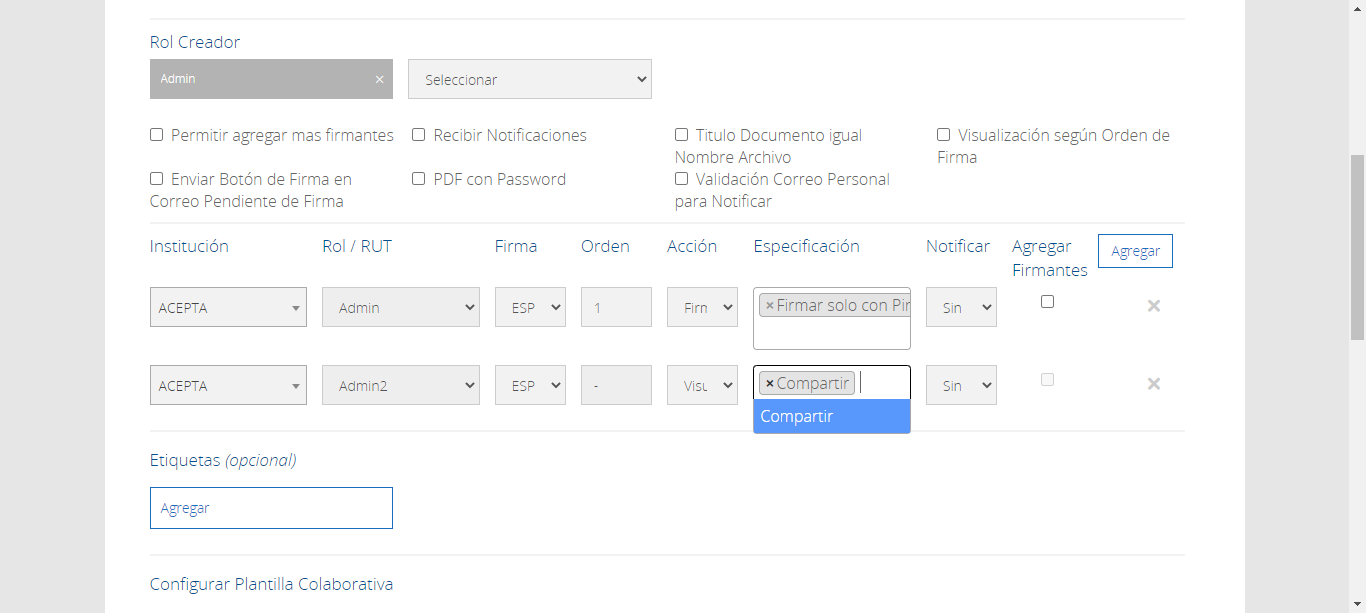 Rol Creador
Admin ×
Seleccionar
Permitir agregar mas firmantes
Recibir Notificaciones
Titulo Documento igual
Nombre Archivo
Visualización según Orden de
Firma
Enviar Botón de Firma en
Correo Pendiente de Firma
PDF con Password
Validación Correo Personal
para Notificar
Institución Rol / RUT Firma Orden Acción Especificación Notificar Agregar
Firmantes
Agregar
ACEPTA Admin ESP 1 Firm ×Firmar solo con Pin Sin ×
ACEPTA Admin2 ESP - Visu ×Compartir Sin ×
Compartir
Etiquetas (opcional)
Agregar
Configurar Plantilla Colaborativa